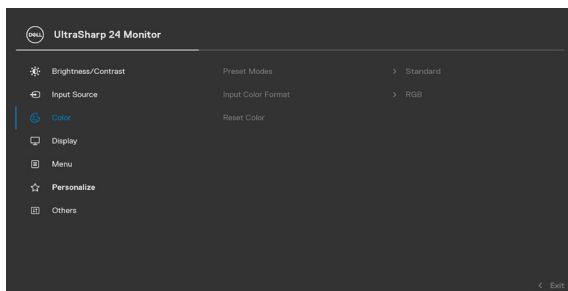 DELL UltraSharp 24 Monitor
Brightness/Contrast Preset Modes > Standard
Input Source Input Color Format > RGB
Color Reset Color
Display
Menu
Personalize
Others
< Exit